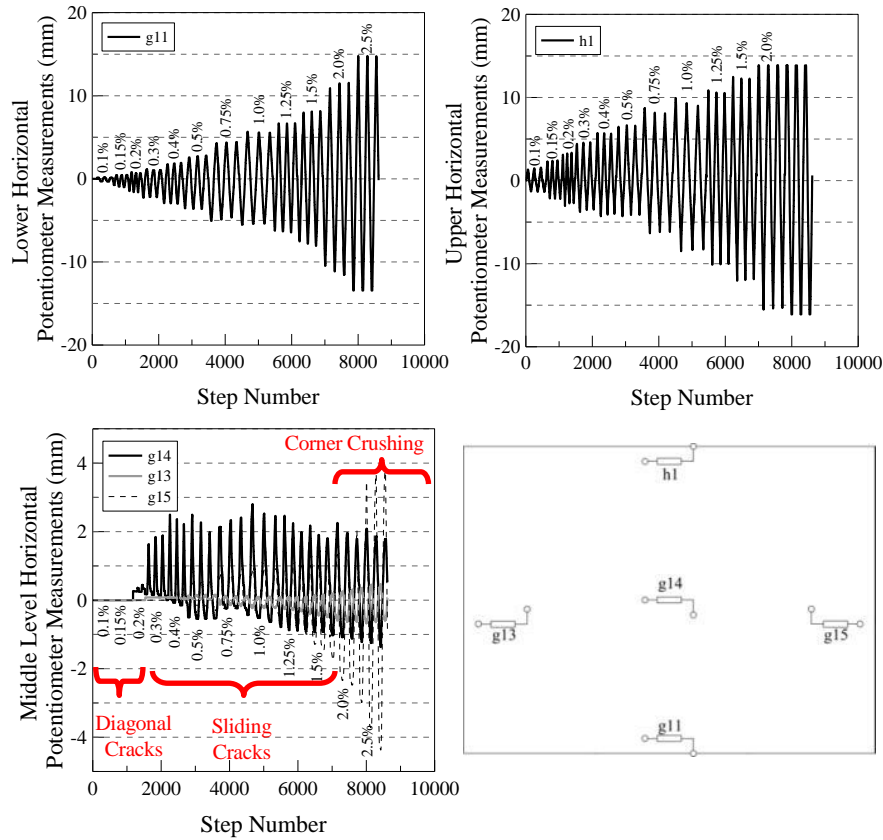 Lower Horizontal
Potentiometer Measurements (mm)
20
10
0
-10
-20
g11
0.1%
0.15%
0.2%
0.3%
0.4%
0.5%
0.75%
1.0%
1.25%
1.5%
2.0%
2.5%
0 2000 4000 6000 8000 10000
Step Number
Upper Horizontal
Potentiometer Measurements (mm)
20
10
0
-10
-20
h1
0.1%
0.15%
0.2%
0.3%
0.4%
0.5%
0.75%
1.0%
1.25%
1.5%
2.0%
0 2000 4000 6000 8000 10000
Step Number
Middle Level Horizontal
Potentiometer Measurements (mm)
4
2
0
-2
-4
g14
g13
g15
Corner Crushing
0.1%
0.15%
0.2%
0.3%
0.4%
0.5%
0.75%
1.0%
1.25%
1.5%
2.0%
2.5%
Diagonal
Cracks
Sliding
Cracks
0 2000 4000 6000 8000 10000
Step Number
h1
g14
g13
g15
g11